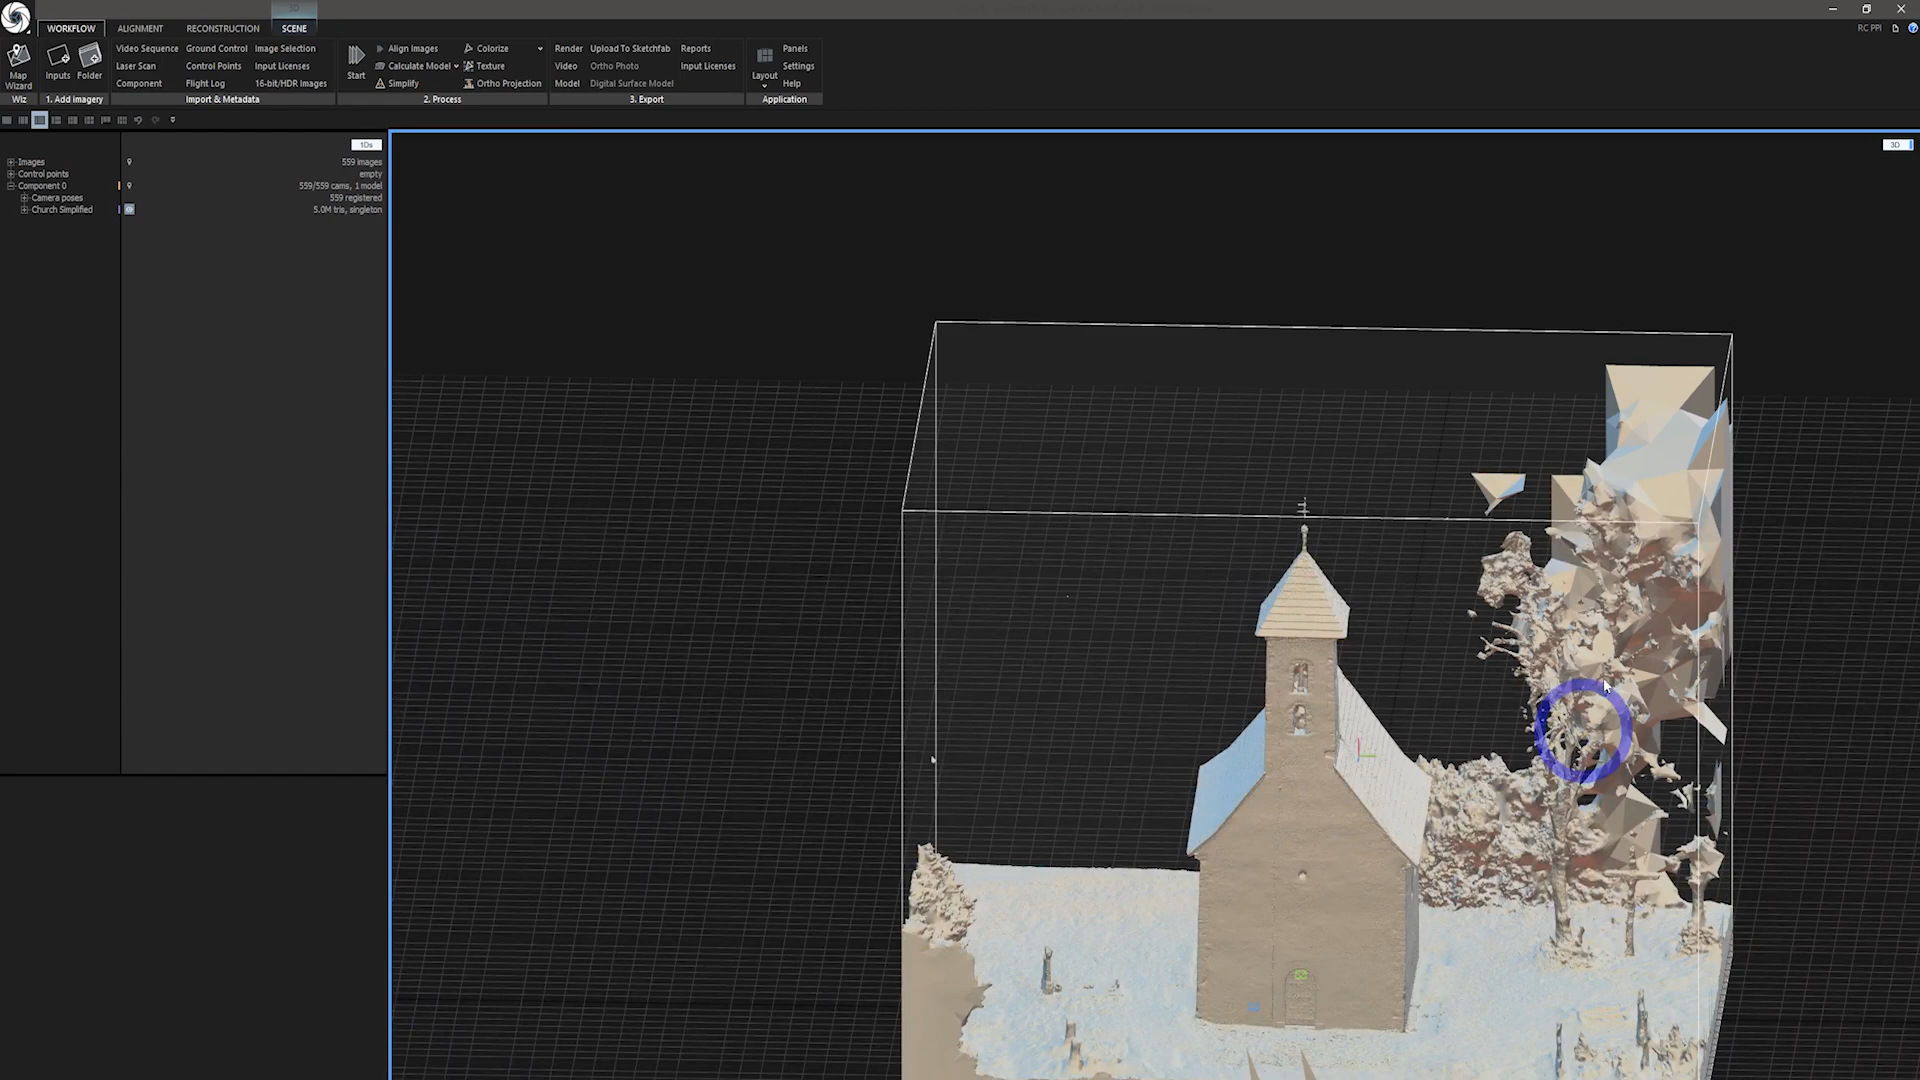 3D
WORKFLOW ALIGNMENT RECONSTRUCTION SCENE
RC PPI
Map Wizard
Wiz
Inputs Folder
1. Add imagery
Video Sequence Ground Control Image Selection
Laser Scan Control Points Input Licenses
Component Flight Log 16-bit/HDR Images
Import & Metadata
Start
Align Images Colorize
Calculate Model Texture
Simplify Ortho Projection
2. Process
Render Upload To Sketchfab Reports
Video Ortho Photo Input Licenses
Model Digital Surface Model
3. Export
Layout
Panels
Settings
Help
Application
1Ds
3D
Images 559 images
Control points empty
Component 0 559/559 cams, 1 model
Camera poses 559 registered
Church Simplified 5.0M tris, singleton